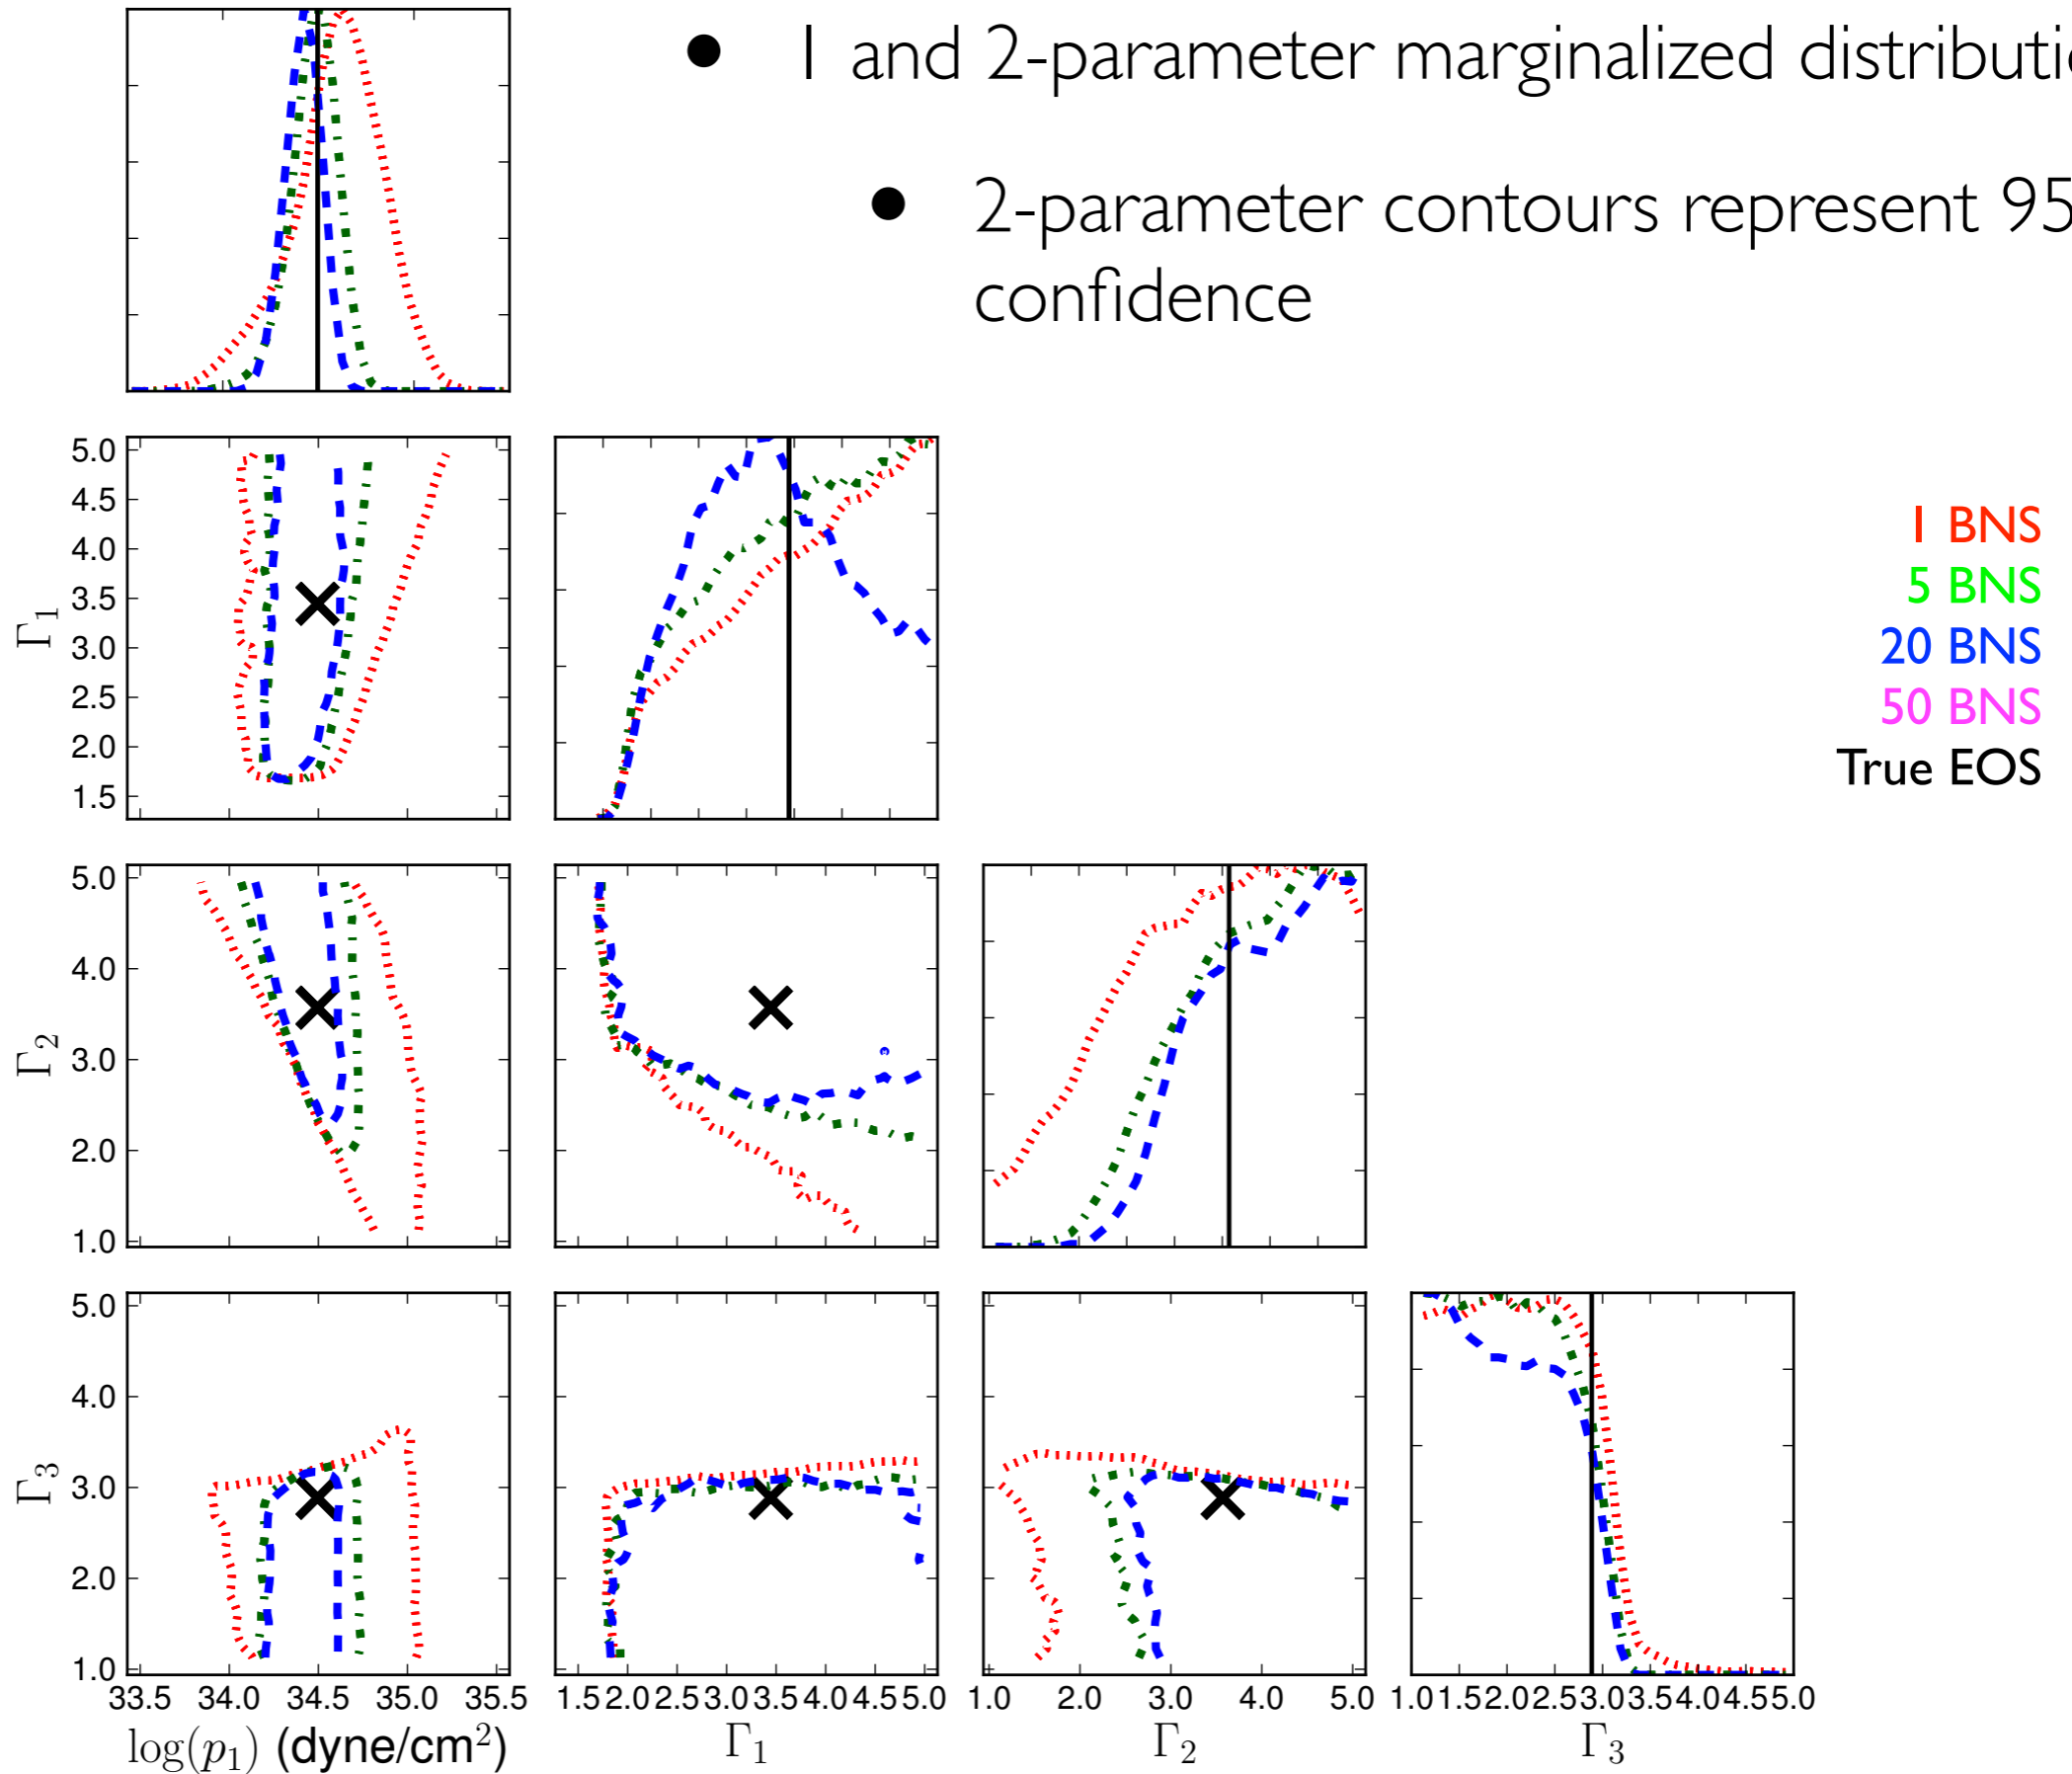 • 1 and 2-parameter marginalized
• 2-parameter contours represent 95
confidence
5.0
4.5
4.0
3.5
3.0
2.5
2.0
1.5
Γ1
1 BNS
5 BNS
20 BNS
50 BNS
True EOS
5.0
4.0
3.0
2.0
1.0
Γ2
5.0
4.0
3.0
2.0
1.0
Γ3
33.5 34.0 34.5 35.0 35.5 1.5 2.0 2.5 3.0 3.5 4.0 4.5 5.0 1.0 2.0 3.0 4.0 5.0 1.0 1.5 2.0 2.5 3.0 3.5 4.0 4.5 5.0
log(p1) (dyne/cm²) Γ1 Γ2 Γ3